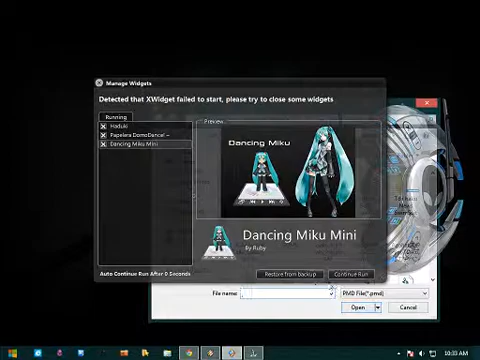 Manage Widgets
Detected that XWidget failed to start, please try to close some widgets
Running
Preview
Haduki
Papelera DomoDance! ~
Dancing Miku Mini
Dancing Miku
Dancing Miku Mini
By Ruby
Auto Continue Run After 0 Seconds
Restore from backup
Continue Run
File name:
PMD File(*.pmd)
Open
Cancel
10:33 AM